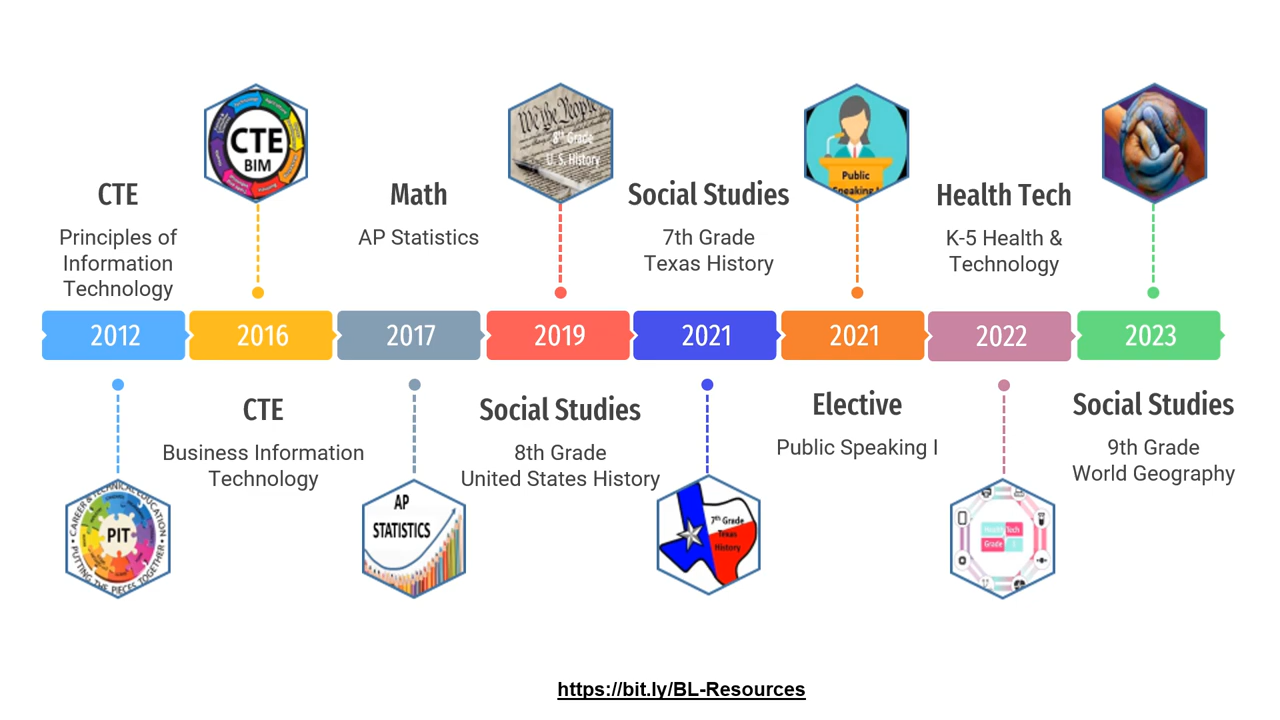 CTE
BIM
We the People
8th Grade
U. S. History
Public
Speaking I
CTE
Principles of
Information
Technology
Math
AP Statistics
Social Studies
7th Grade
Texas History
Health Tech
K-5 Health &
Technology
2012
2016
2017
2019
2021
2021
2022
2023
CTE
Business Information
Technology
Social Studies
8th Grade
United States History
Elective
Public Speaking I
Social Studies
9th Grade
World Geography
CAREER & TECHNICAL EDUCATION
PIT
• PUTTING THE PIECES TOGETHER •
AP
STATISTICS
7th Grade
Texas
History
Health Tech
Grade
https://bit.ly/BL-Resources